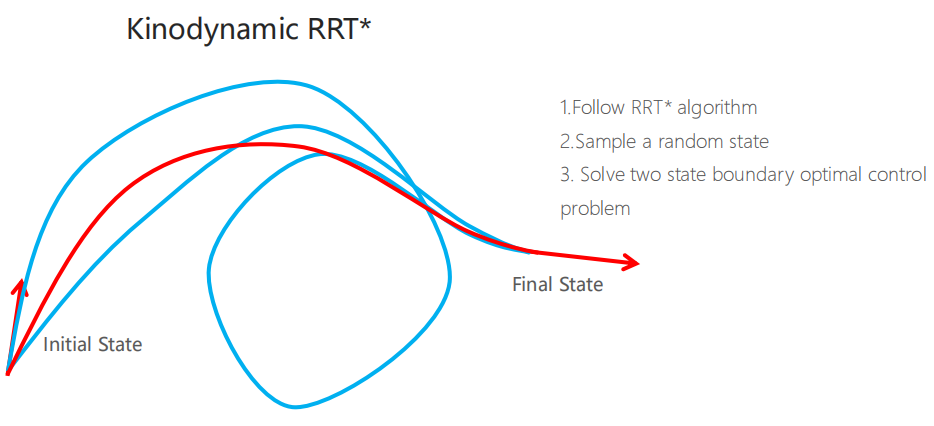 Kinodynamic RRT*
1.Follow RRT* algorithm
2.Sample a random state
3. Solve two state boundary optimal control
problem
Final State
Initial State